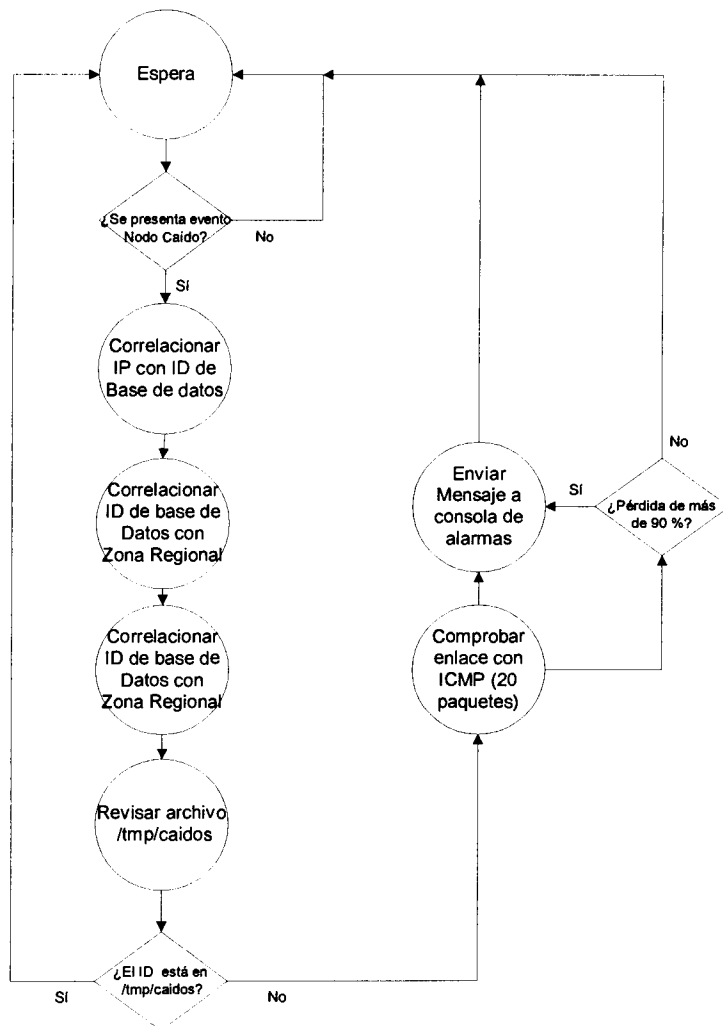 Espera
¿Se presenta evento
Nodo Caído?
No
Sí
Correlacionar
IP con ID de
Base de datos
Correlacionar
ID de base de
Datos con
Zona Regional
Correlacionar
ID de base de
Datos con
Zona Regional
Revisar archivo
/tmp/caidos
¿El ID está en
/tmp/caidos?
Sí
No
Comprobar
enlace con
ICMP (20
paquetes)
Enviar
Mensaje a
consola de
alarmas
Sí
¿Pérdida de más
de 90 %?
No